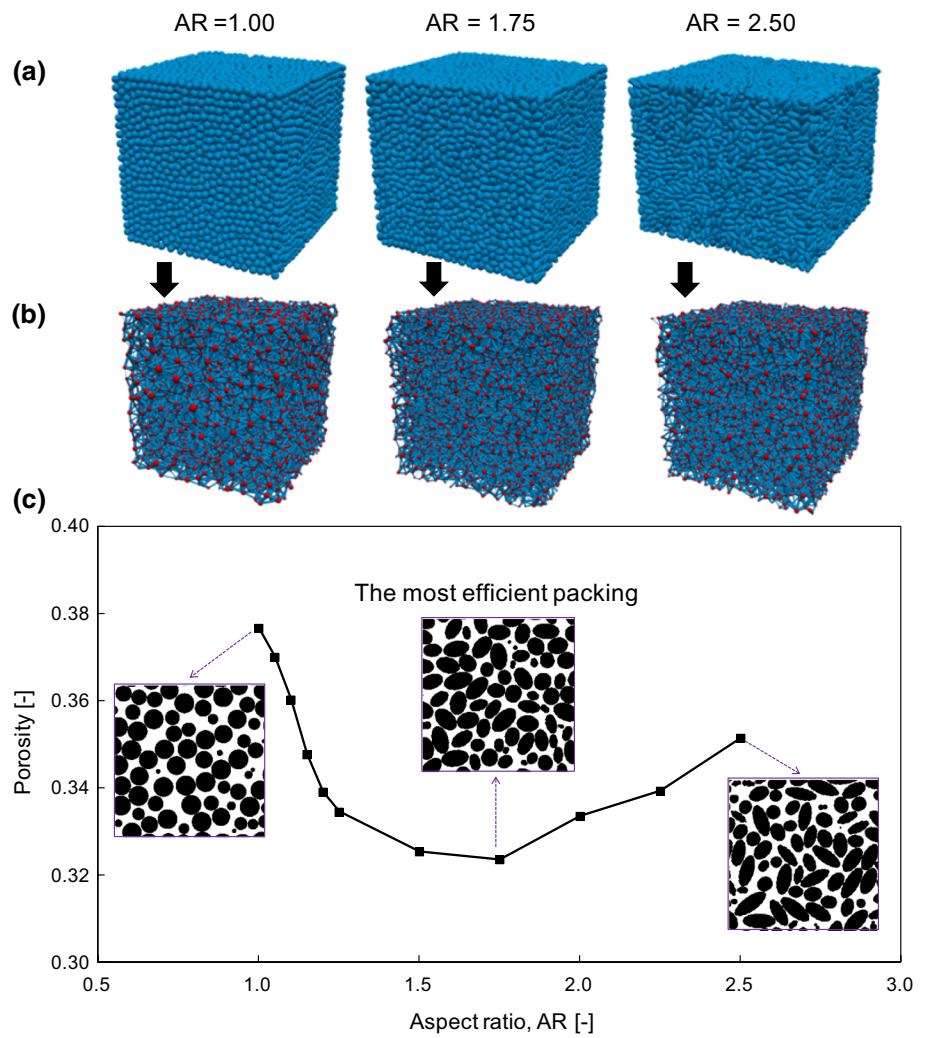 AR =1.00
AR = 1.75
AR = 2.50
(a)
(b)
(c)
0.40
0.38
0.36
0.34
0.32
0.30
Porosity [-]
The most efficient packing
0.5
1.0
1.5
2.0
2.5
3.0
Aspect ratio, AR [-]